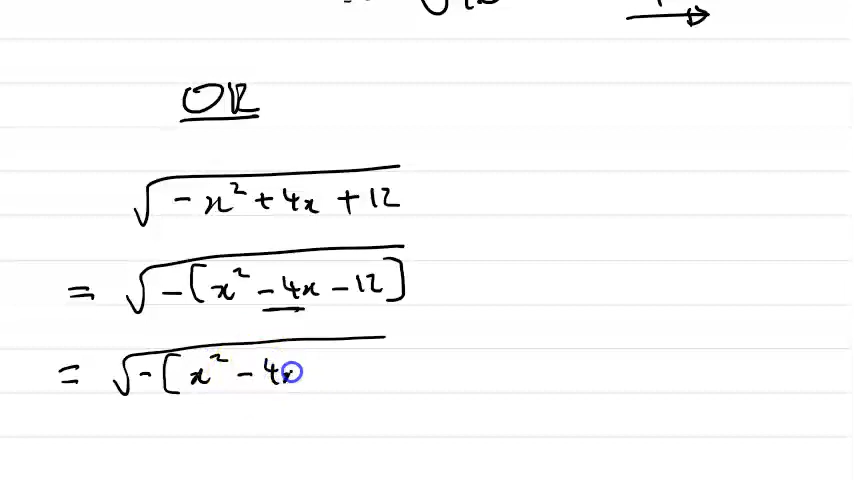 OR
√(-x² + 4x + 12)
= √(-[x² - 4x - 12])
= √(-[x² - 4x